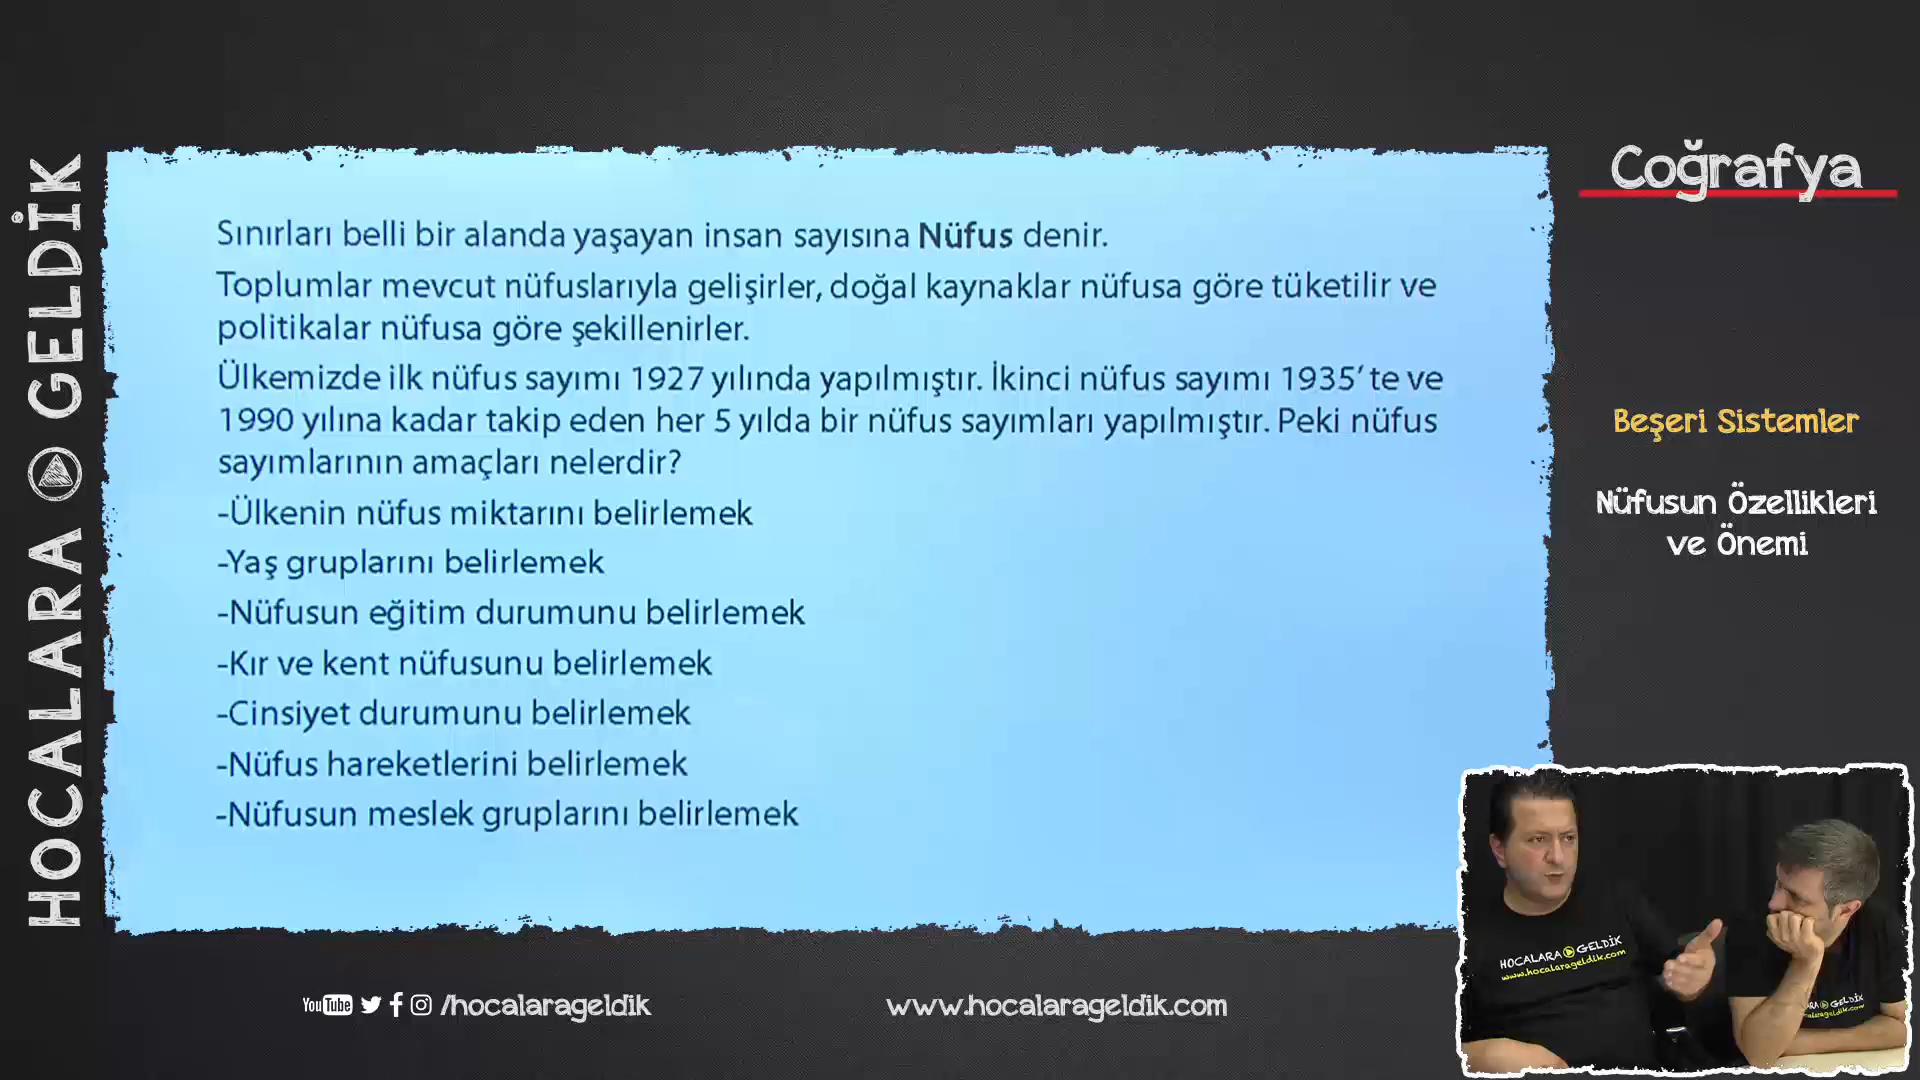 HOCALARA GELDİK
Sınırları belli bir alanda yaşayan insan sayısına Nüfus denir.
Toplumlar mevcut nüfuslarıyla gelişirler, doğal kaynaklar nüfusa göre tüketilir ve
politikalar nüfusa göre şekillenirler.
Ülkemizde ilk nüfus sayımı 1927 yılında yapılmıştır. İkinci nüfus sayımı 1935’ te ve
1990 yılına kadar takip eden her 5 yılda bir nüfus sayımları yapılmıştır. Peki nüfus
sayımlarının amaçları nelerdir?
-Ülkenin nüfus miktarını belirlemek
-Yaş gruplarını belirlemek
-Nüfusun eğitim durumunu belirlemek
-Kır ve kent nüfusunu belirlemek
-Cinsiyet durumunu belirlemek
-Nüfus hareketlerini belirlemek
-Nüfusun meslek gruplarını belirlemek
Coğrafya
Beşeri Sistemler
Nüfusun Özellikleri
ve Önemi
HOCALARA GELDİK
www.hocalarageldik.com
ARA GELDİK
alarageldik.com
YouTube /hocalarageldik
www.hocalarageldik.com